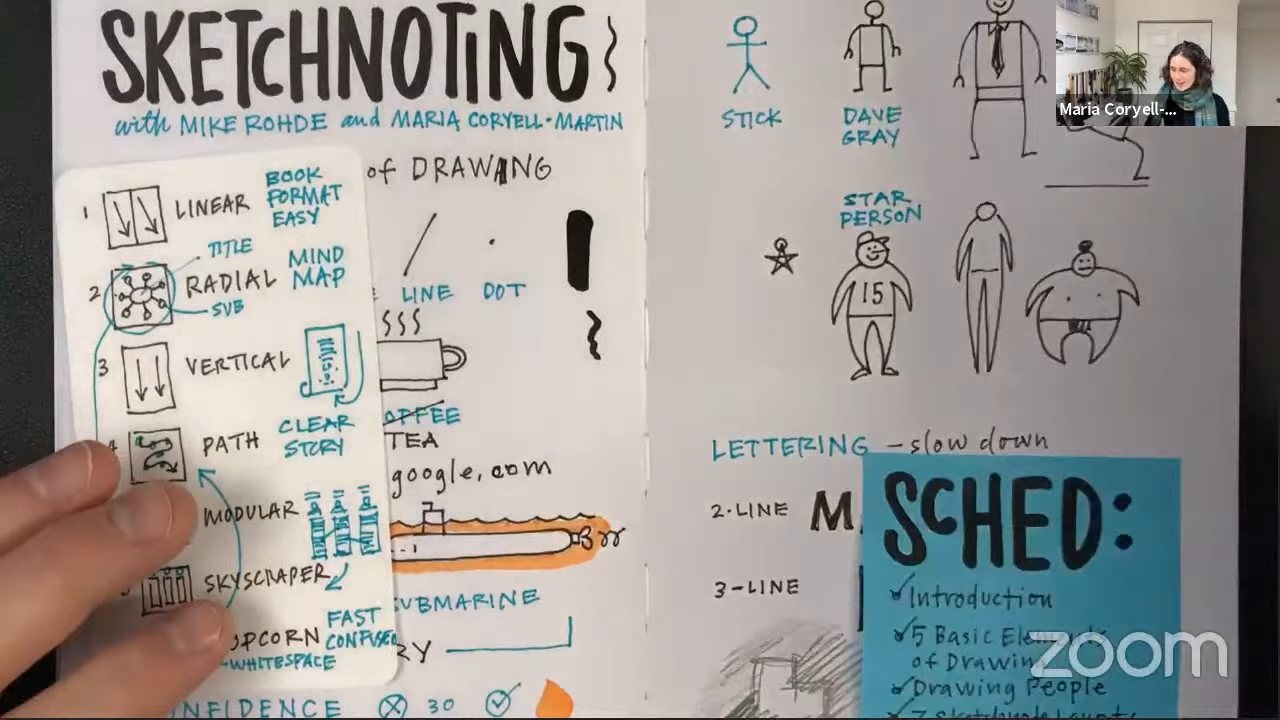 SKETCHNOTING
with MIKE ROHDE and MARIA CORYELL-MARTIN
of DRAWING
1 LINEAR
BOOK
FORMAT
EASY
2 RADIAL
TITLE
SUB
MIND
MAP
3 VERTICAL
PATH
CLEAR
STORY
MODULAR
SKYSCRAPER
FAST
CONFUSED
WHITESPACE
LINE DOT
TEA
google.com
SUBMARINE
30
STICK
DAVE
GRAY
STAR
PERSON
15
LETTERING - slow down
2-LINE
3-LINE
SCHED:
Introduction
5 Basic Elements
of Drawing
Drawing People
Maria Coryell-...
zoom